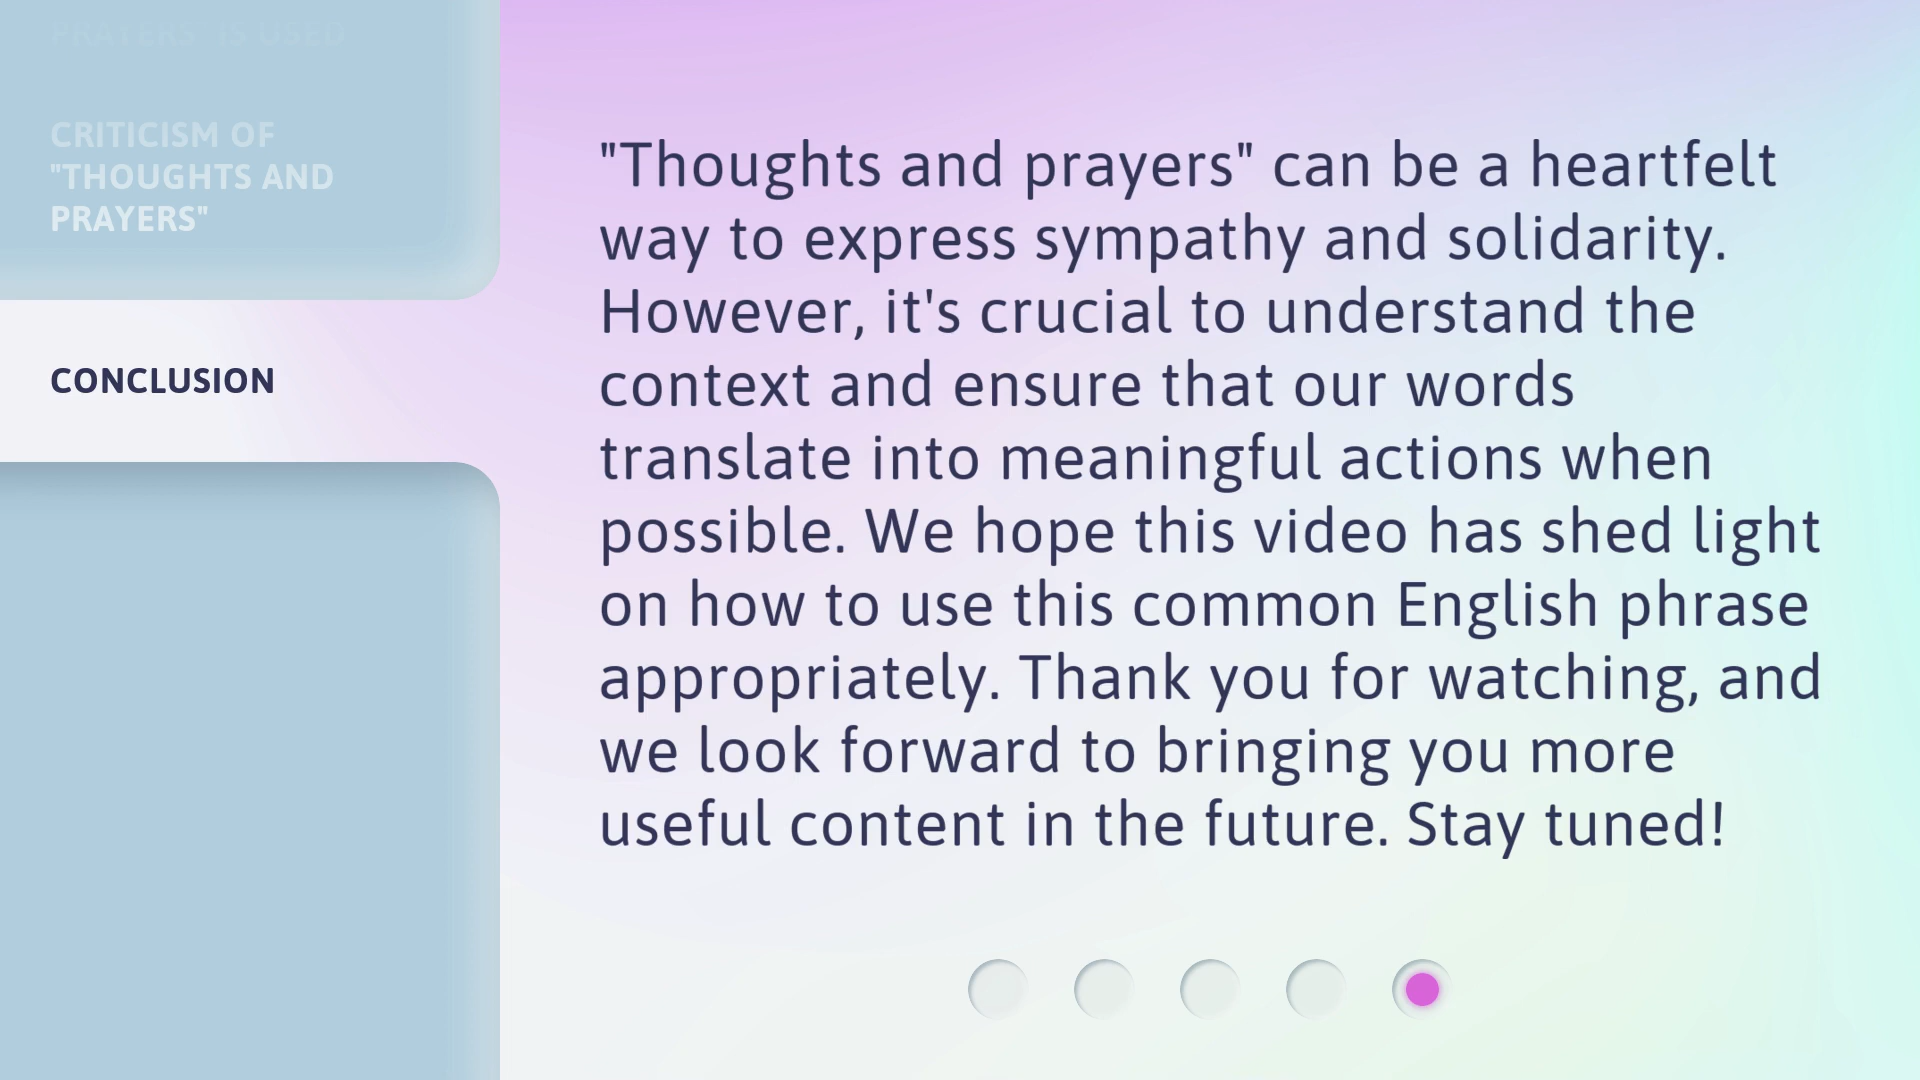 PRAYERS" IS USED
CRITICISM OF
"THOUGHTS AND
PRAYERS"
CONCLUSION
"Thoughts and prayers" can be a heartfelt
way to express sympathy and solidarity.
However, it's crucial to understand the
context and ensure that our words
translate into meaningful actions when
possible. We hope this video has shed light
on how to use this common English phrase
appropriately. Thank you for watching, and
we look forward to bringing you more
useful content in the future. Stay tuned!